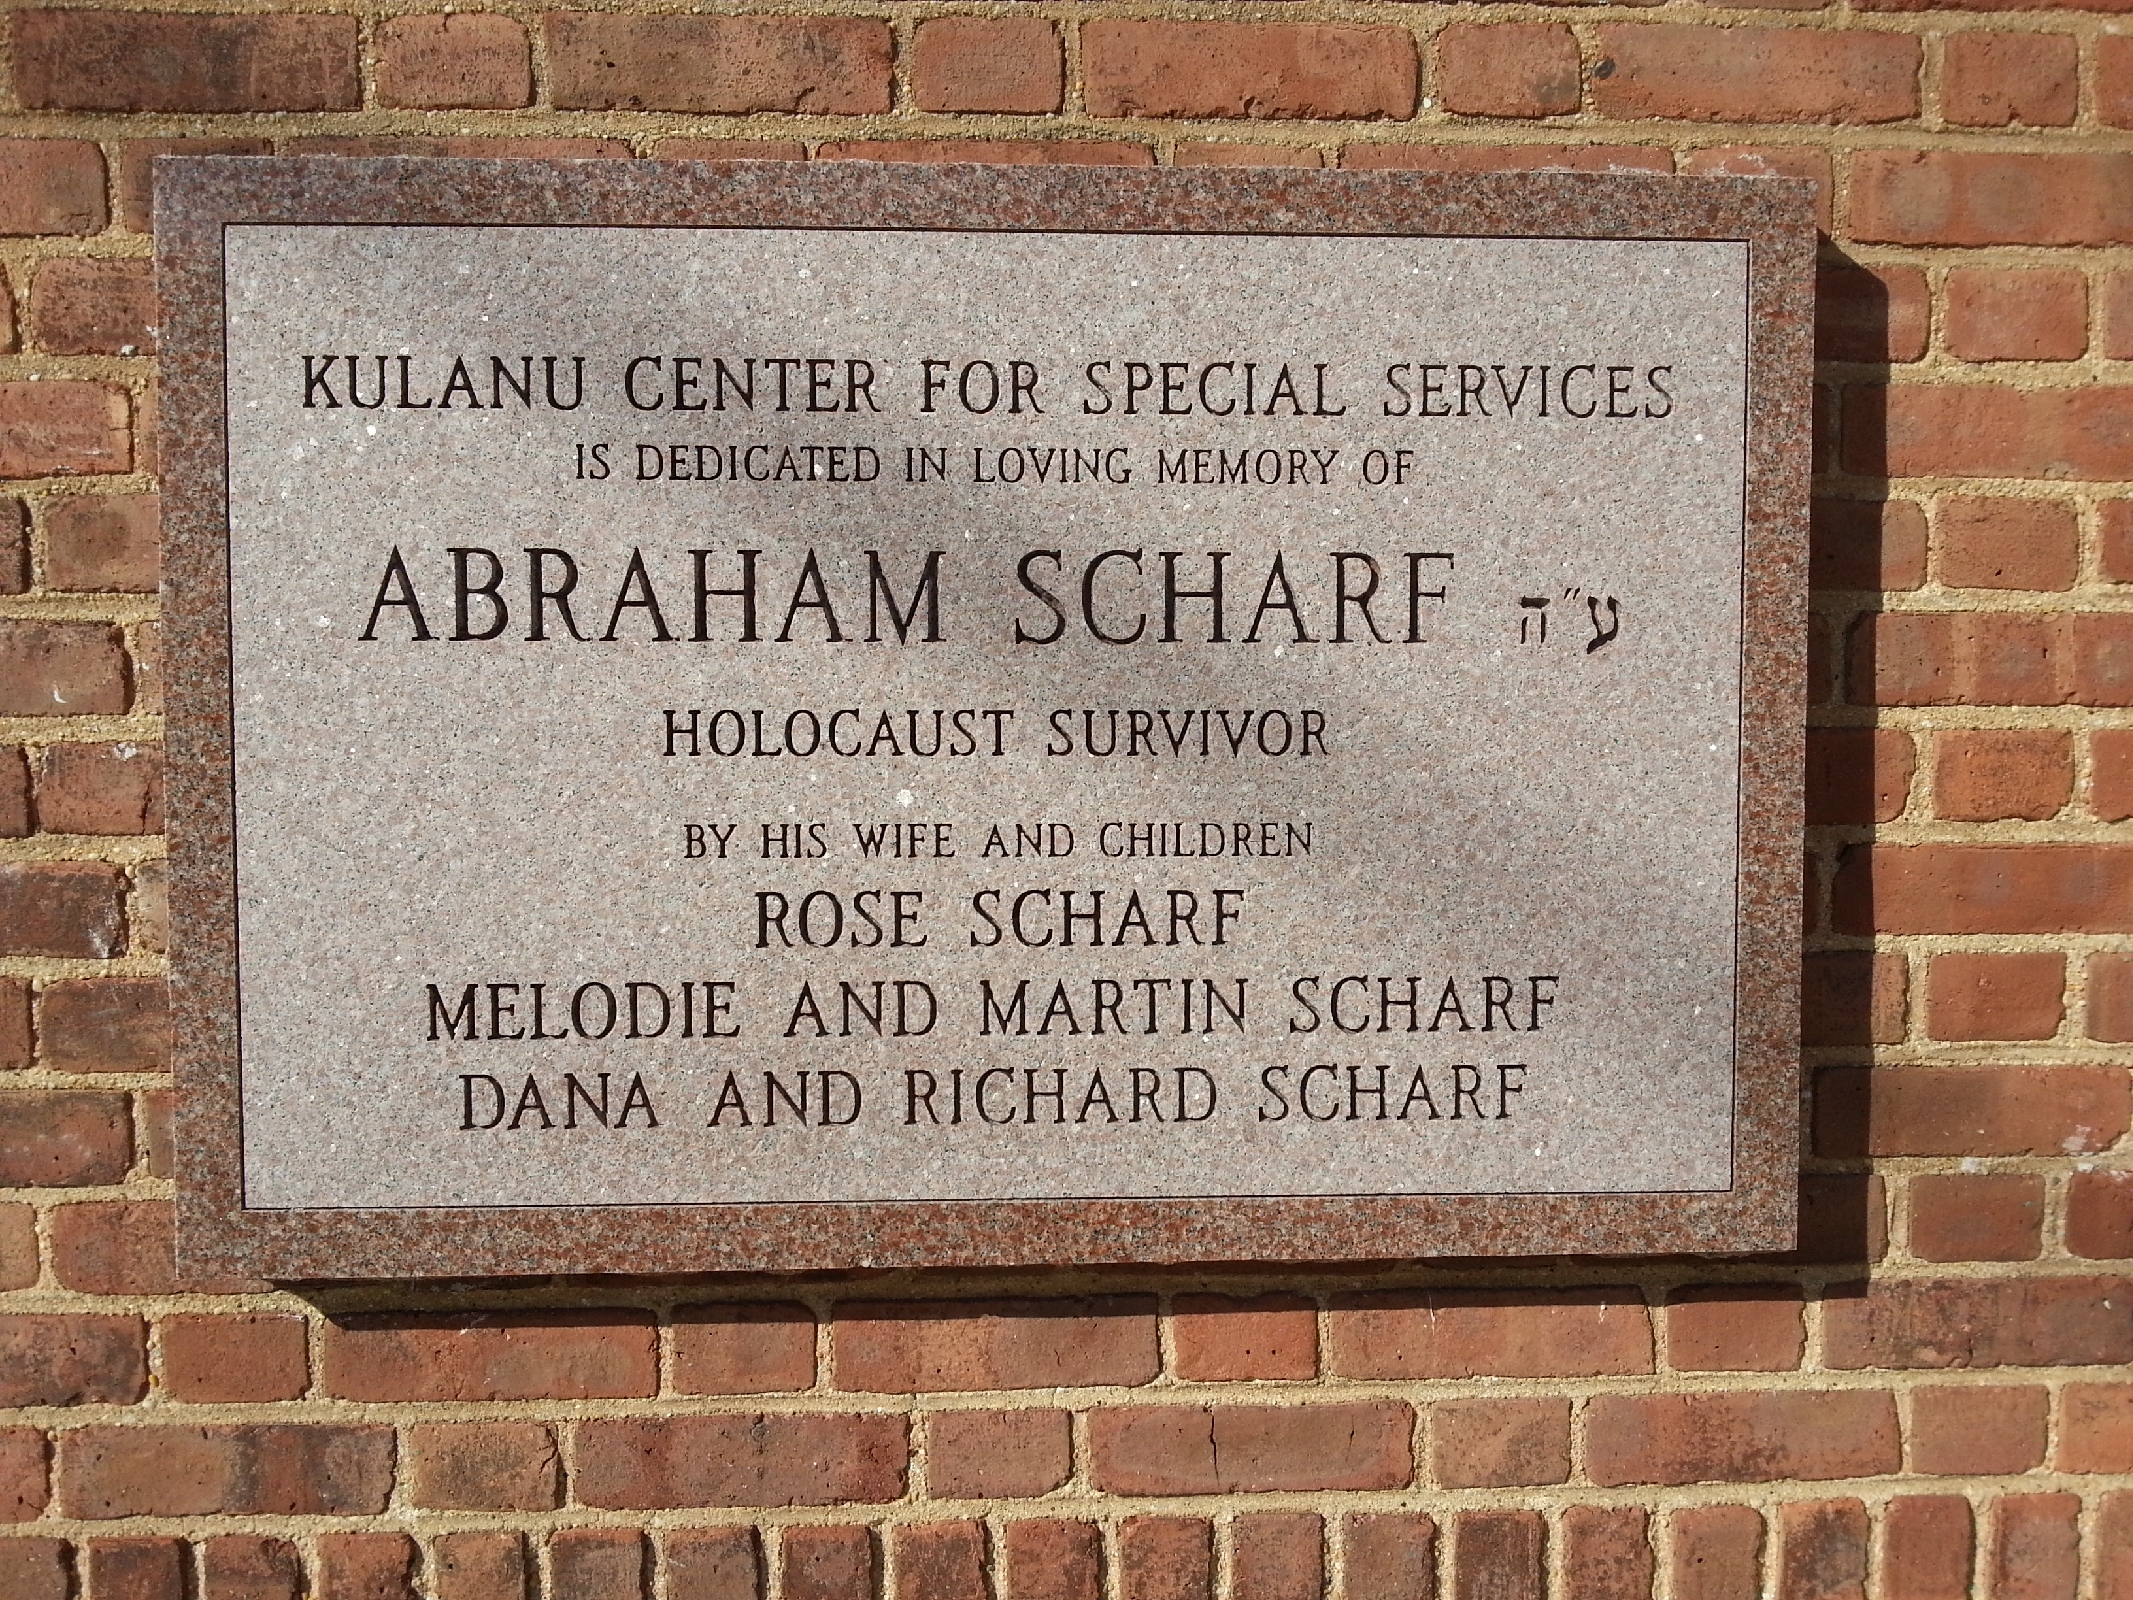 KULANU CENTER FOR SPECIAL SERVICES
IS DEDICATED IN LOVING MEMORY OF
ABRAHAM SCHARF ע״ה
HOLOCAUST SURVIVOR
BY HIS WIFE AND CHILDREN
ROSE SCHARF
MELODIE AND MARTIN SCHARF
DANA AND RICHARD SCHARF